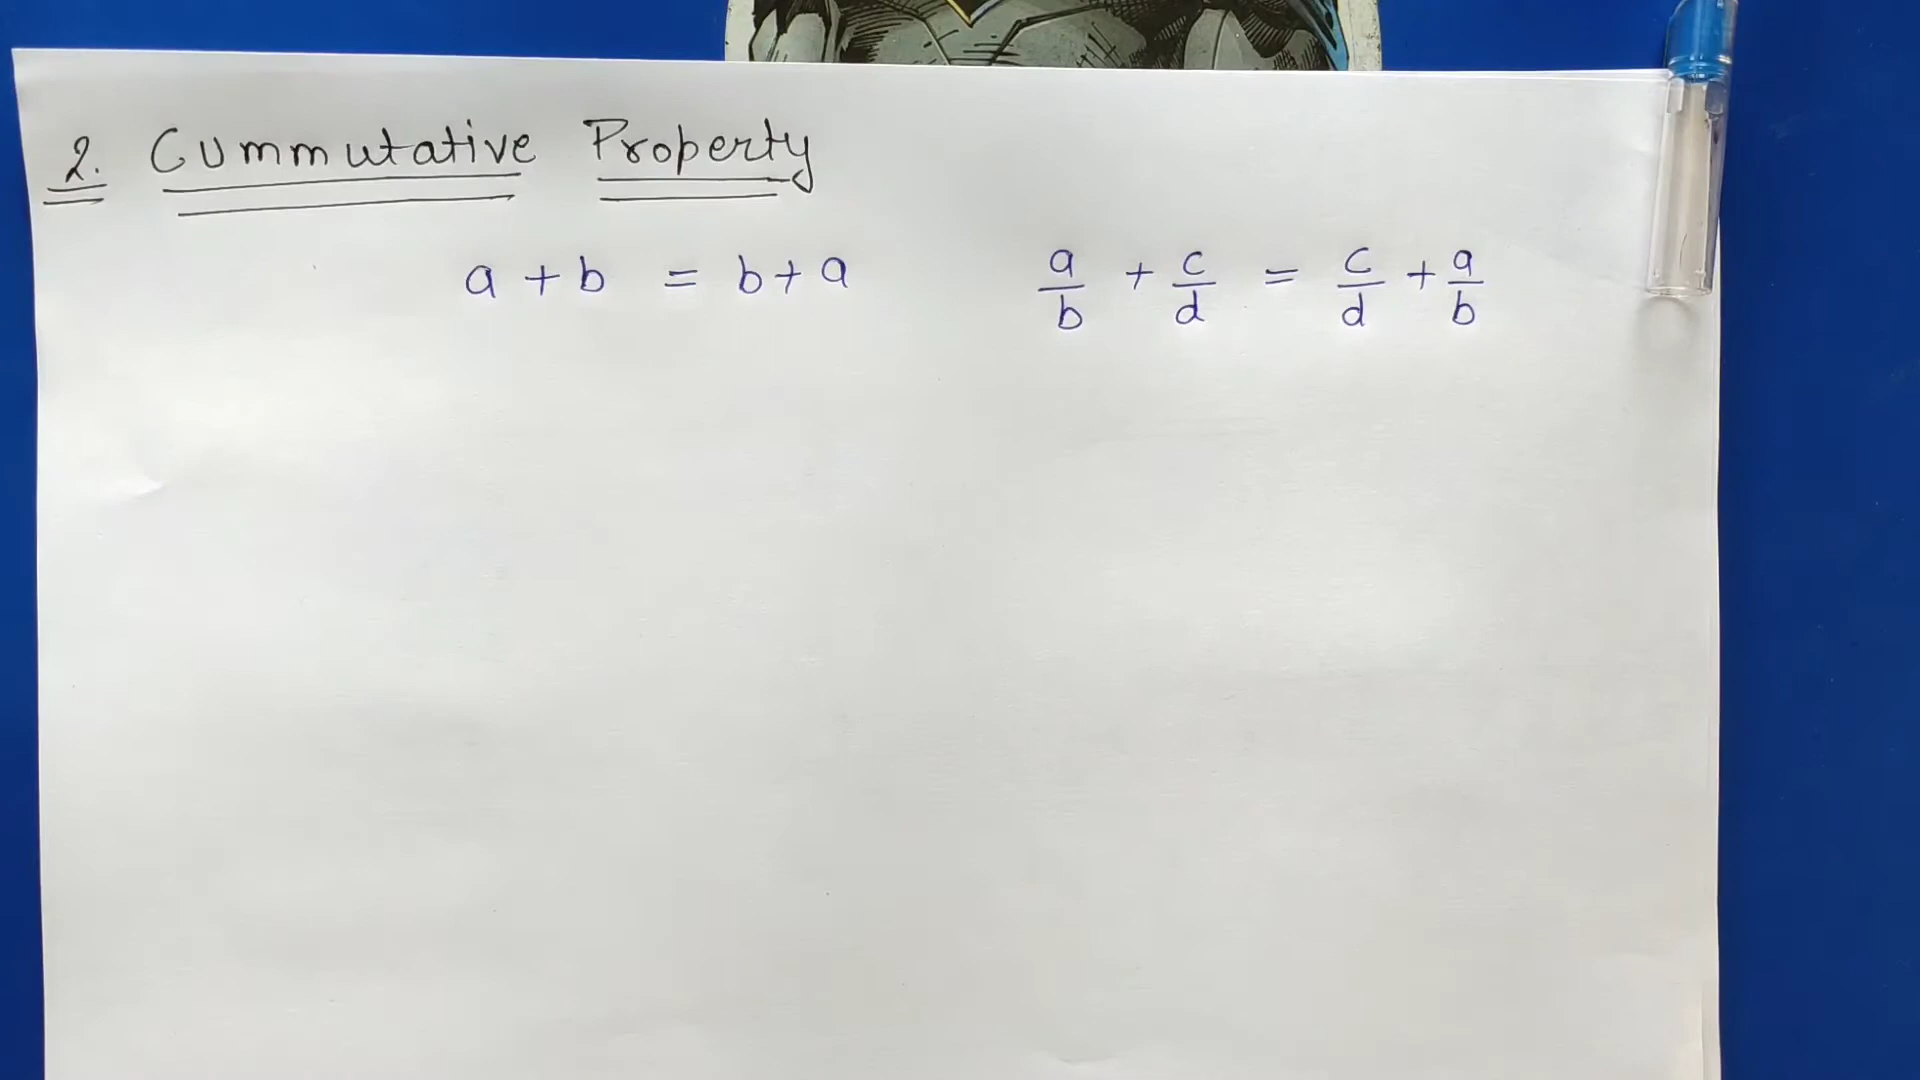 2. Cummutative Property
a + b = b + a a/b + c/d = c/d + a/b